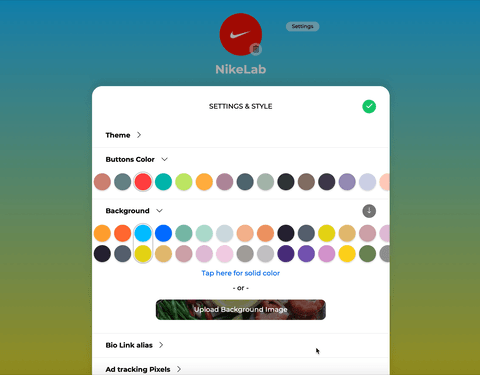 Settings
NikeLab
SETTINGS & STYLE
Theme
Buttons Color
Background
Tap here for solid color
- or -
Upload Background Image
Bio Link alias
Ad tracking Pixels